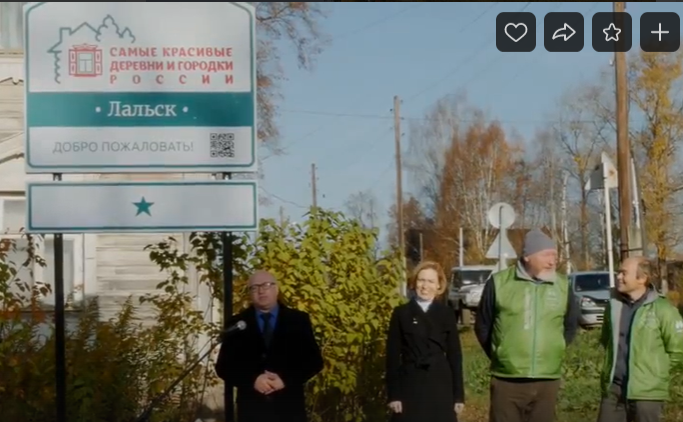 САМЫЕ КРАСИВЫЕ
ДЕРЕВНИ И ГОРОДКИ
РОССИИ
• Лальск •
ДОБРО ПОЖАЛОВАТЬ!